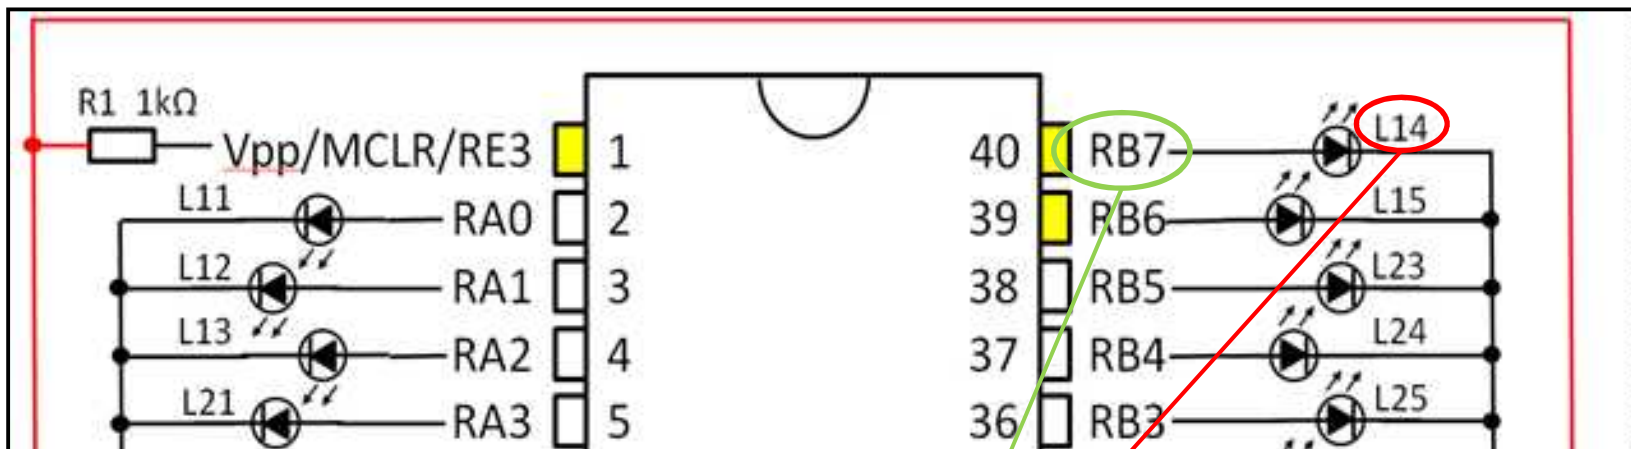 R1 1kΩ
Vpp/MCLR/RE3 1 40 RB7 L14
L11 RA0 2 39 RB6 L15
L12 RA1 3 38 RB5 L23
L13 RA2 4 37 RB4 L24
L21 RA3 5 36 RB3 L25